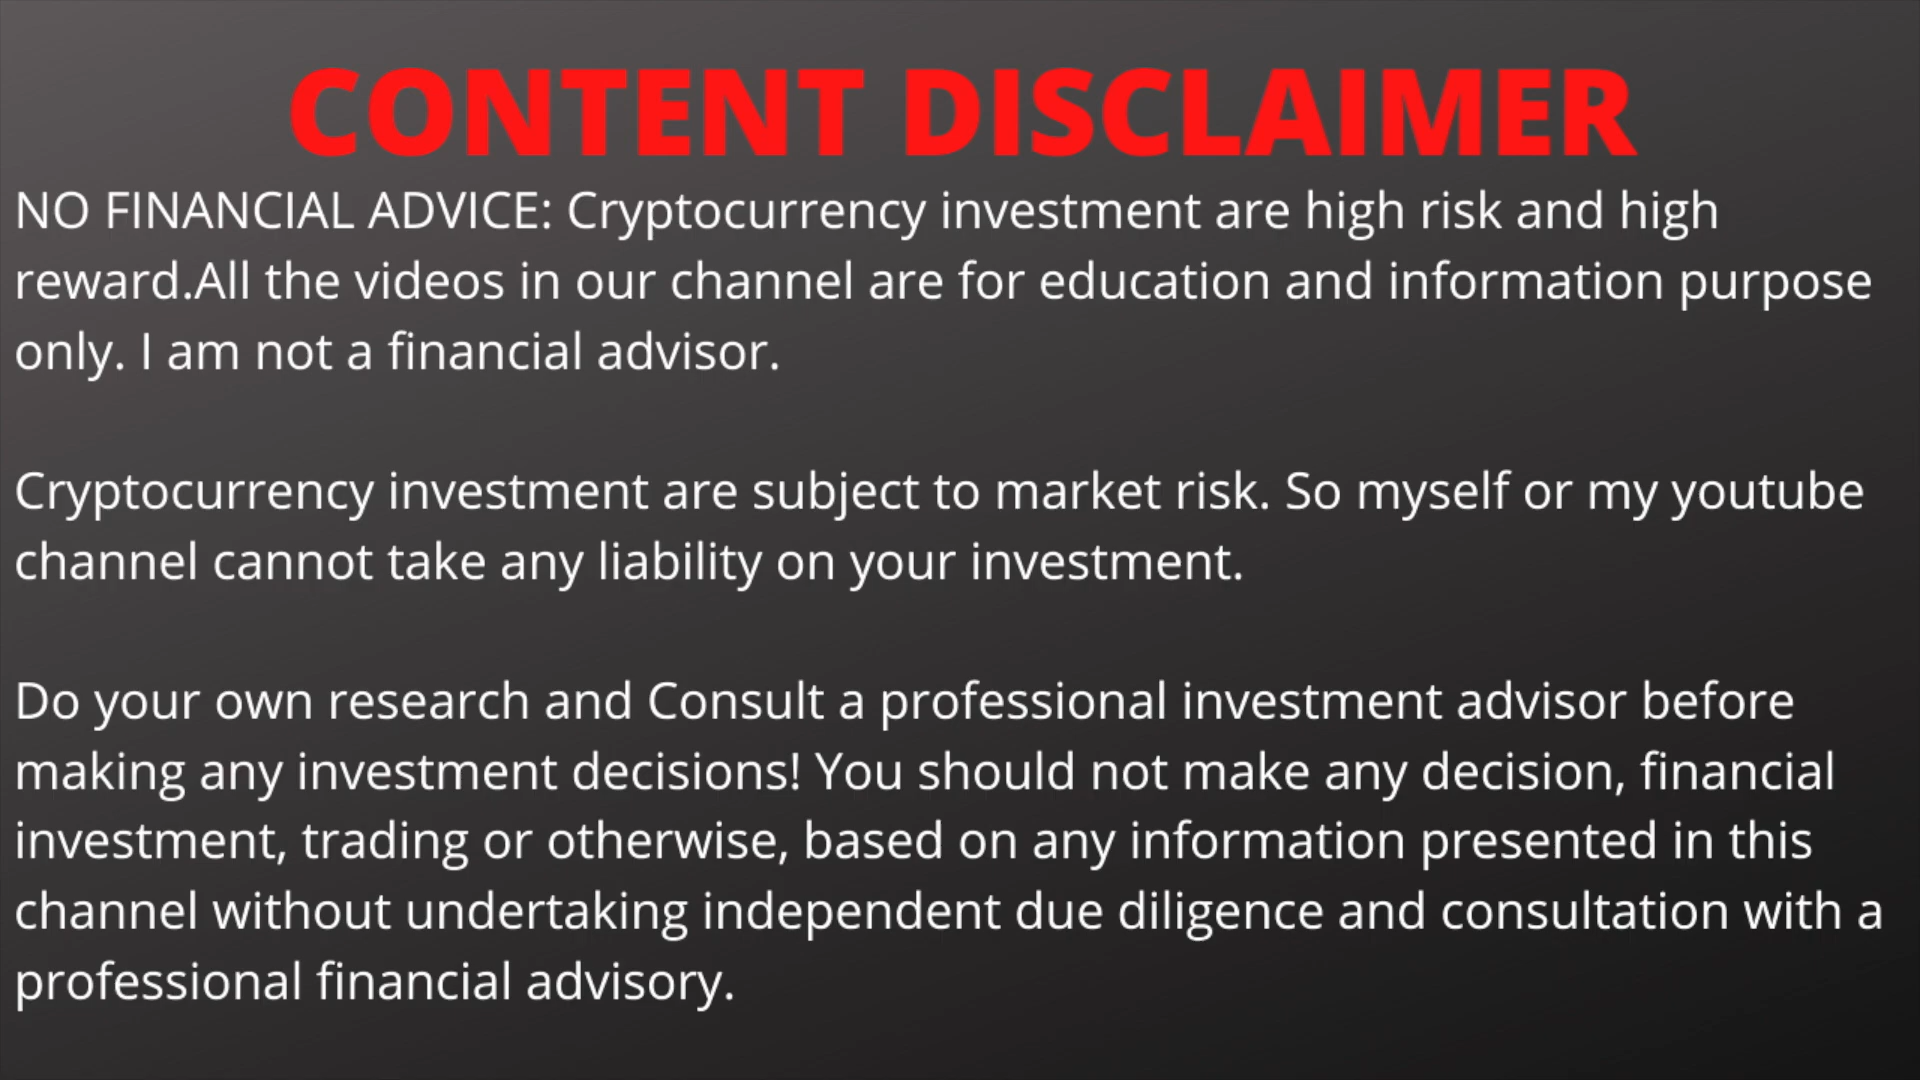 CONTENT DISCLAIMER
NO FINANCIAL ADVICE: Cryptocurrency investment are high risk and high
reward.All the videos in our channel are for education and information purpose
only. I am not a financial advisor.
Cryptocurrency investment are subject to market risk. So myself or my youtube
channel cannot take any liability on your investment.
Do your own research and Consult a professional investment advisor before
making any investment decisions! You should not make any decision, financial
investment, trading or otherwise, based on any information presented in this
channel without undertaking independent due diligence and consultation with a
professional financial advisory.